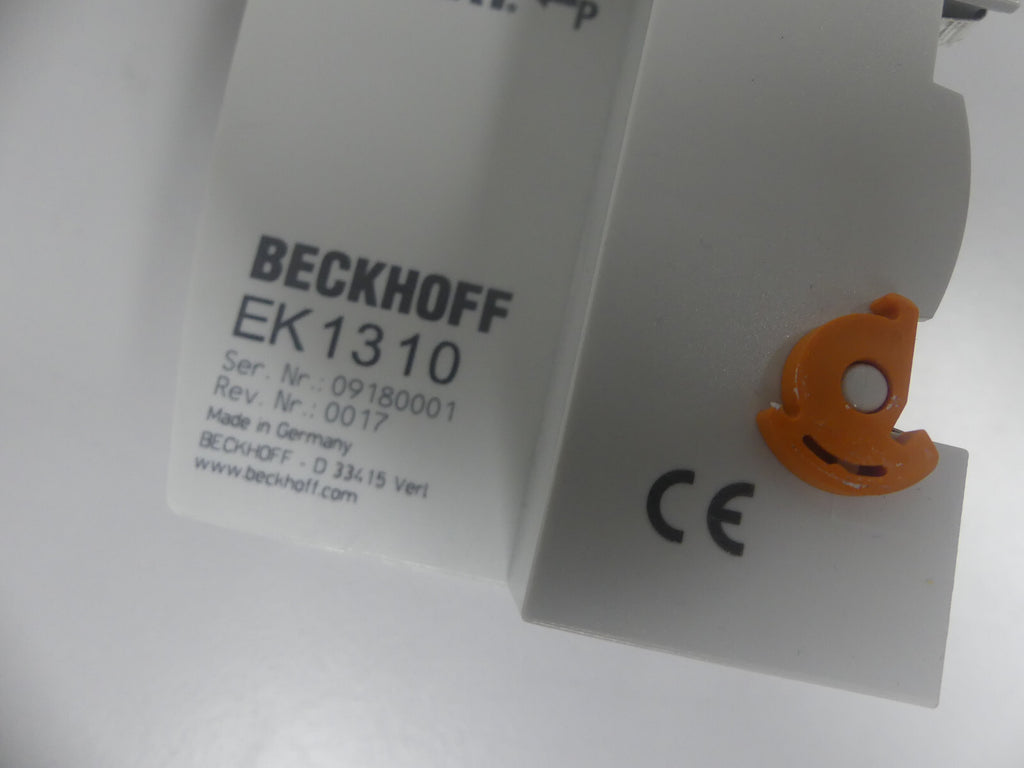 P
BECKHOFF
EK1310
Ser. Nr.: 09180001
Rev. Nr.: 0017
Made in Germany
BECKHOFF - D 33415 Verl
www.beckhoff.com
CE